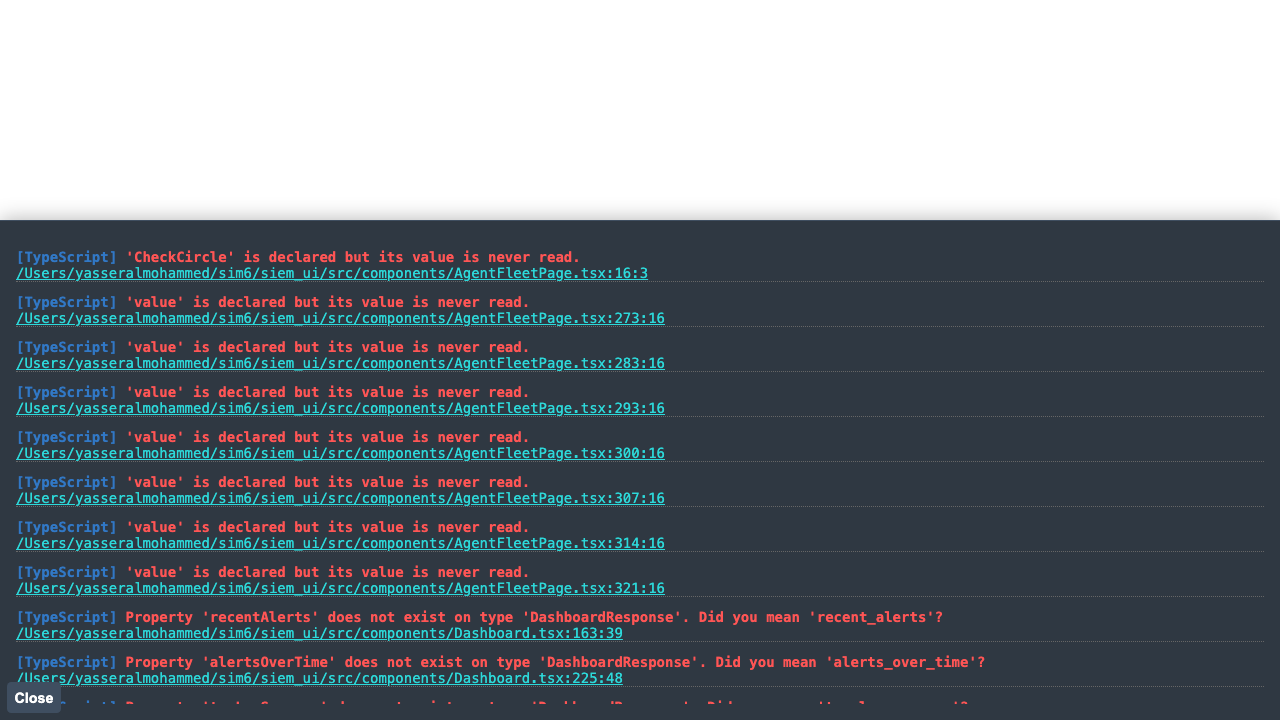 [TypeScript] 'CheckCircle' is declared but its value is never read.
/Users/yasseralmohammed/sim6/siem_ui/src/components/AgentFleetPage.tsx:16:3
[TypeScript] 'value' is declared but its value is never read.
/Users/yasseralmohammed/sim6/siem_ui/src/components/AgentFleetPage.tsx:273:16
[TypeScript] 'value' is declared but its value is never read.
/Users/yasseralmohammed/sim6/siem_ui/src/components/AgentFleetPage.tsx:283:16
[TypeScript] 'value' is declared but its value is never read.
/Users/yasseralmohammed/sim6/siem_ui/src/components/AgentFleetPage.tsx:293:16
[TypeScript] 'value' is declared but its value is never read.
/Users/yasseralmohammed/sim6/siem_ui/src/components/AgentFleetPage.tsx:300:16
[TypeScript] 'value' is declared but its value is never read.
/Users/yasseralmohammed/sim6/siem_ui/src/components/AgentFleetPage.tsx:307:16
[TypeScript] 'value' is declared but its value is never read.
/Users/yasseralmohammed/sim6/siem_ui/src/components/AgentFleetPage.tsx:314:16
[TypeScript] 'value' is declared but its value is never read.
/Users/yasseralmohammed/sim6/siem_ui/src/components/AgentFleetPage.tsx:321:16
[TypeScript] Property 'recentAlerts' does not exist on type 'DashboardResponse'. Did you mean 'recent_alerts'?
/Users/yasseralmohammed/sim6/siem_ui/src/components/Dashboard.tsx:163:39
[TypeScript] Property 'alertsOverTime' does not exist on type 'DashboardResponse'. Did you mean 'alerts_over_time'?
/Users/yasseralmohammed/sim6/siem_ui/src/components/Dashboard.tsx:225:48
Close